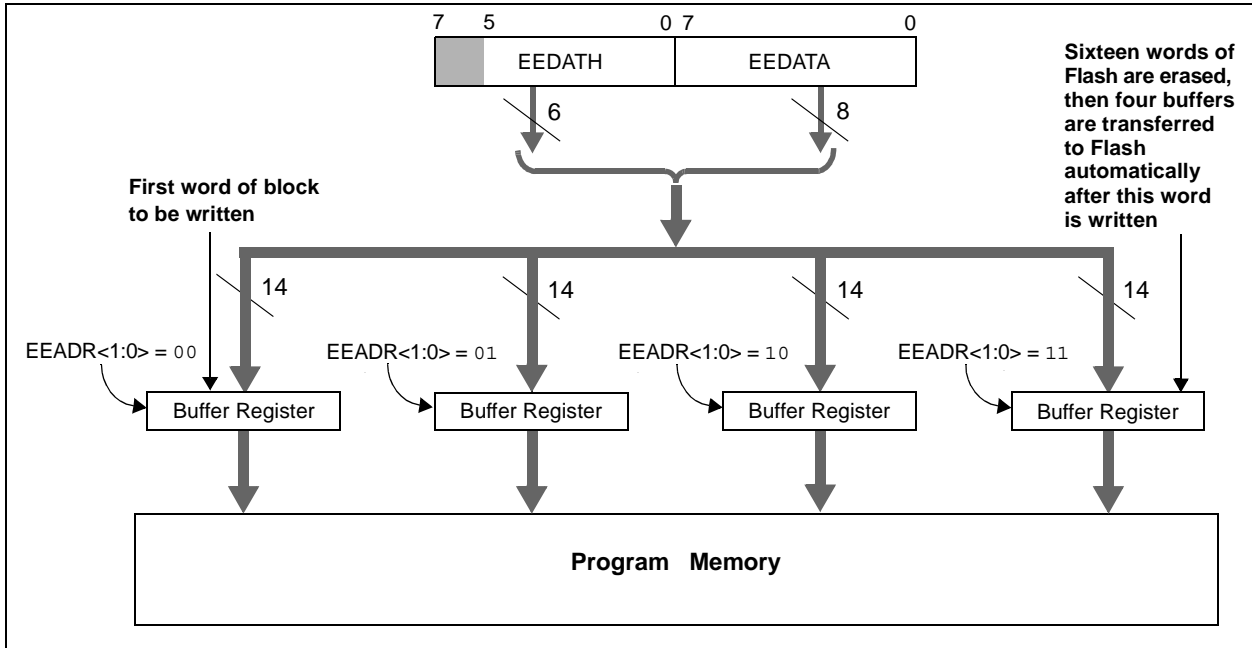 7 5 0 7 0
EEDATH EEDATA
6 8
Sixteen words of
Flash are erased,
then four buffers
are transferred
to Flash
automatically
after this word
is written
First word of block
to be written
14 14 14 14
EEADR<1:0> = 00 EEADR<1:0> = 01 EEADR<1:0> = 10 EEADR<1:0> = 11
Buffer Register Buffer Register Buffer Register Buffer Register
Program Memory